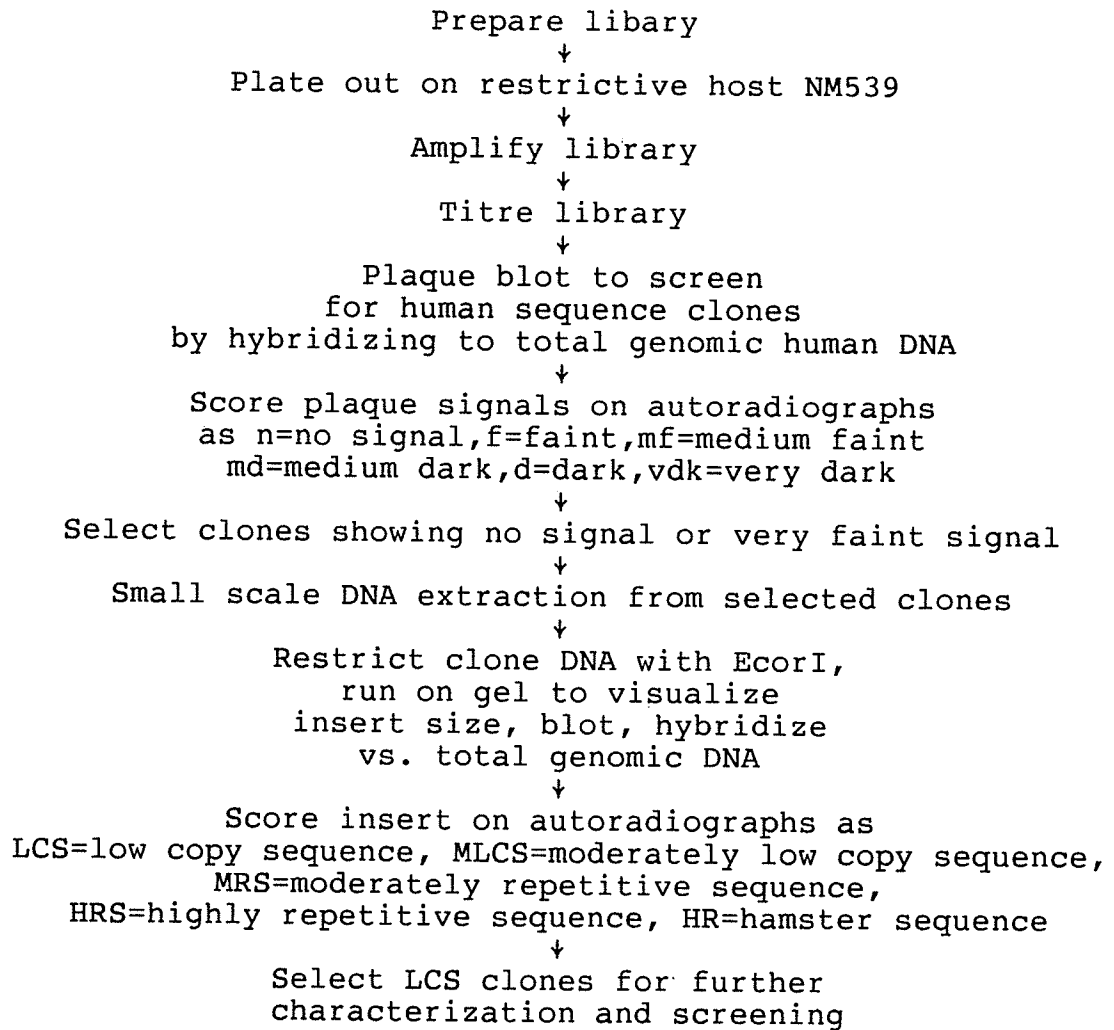 Prepare libary
↓
Plate out on restrictive host NM539
↓
Amplify library
↓
Titre library
↓
Plaque blot to screen
for human sequence clones
by hybridizing to total genomic human DNA
↓
Score plaque signals on autoradiographs
as n=no signal,f=faint,mf=medium faint
md=medium dark,d=dark,vdk=very dark
↓
Select clones showing no signal or very faint signal
↓
Small scale DNA extraction from selected clones
↓
Restrict clone DNA with EcorI,
run on gel to visualize
insert size, blot, hybridize
vs. total genomic DNA
↓
Score insert on autoradiographs as
LCS=low copy sequence, MLCS=moderately low copy sequence,
MRS=moderately repetitive sequence,
HRS=highly repetitive sequence, HR=hamster sequence
↓
Select LCS clones for further
characterization and screening